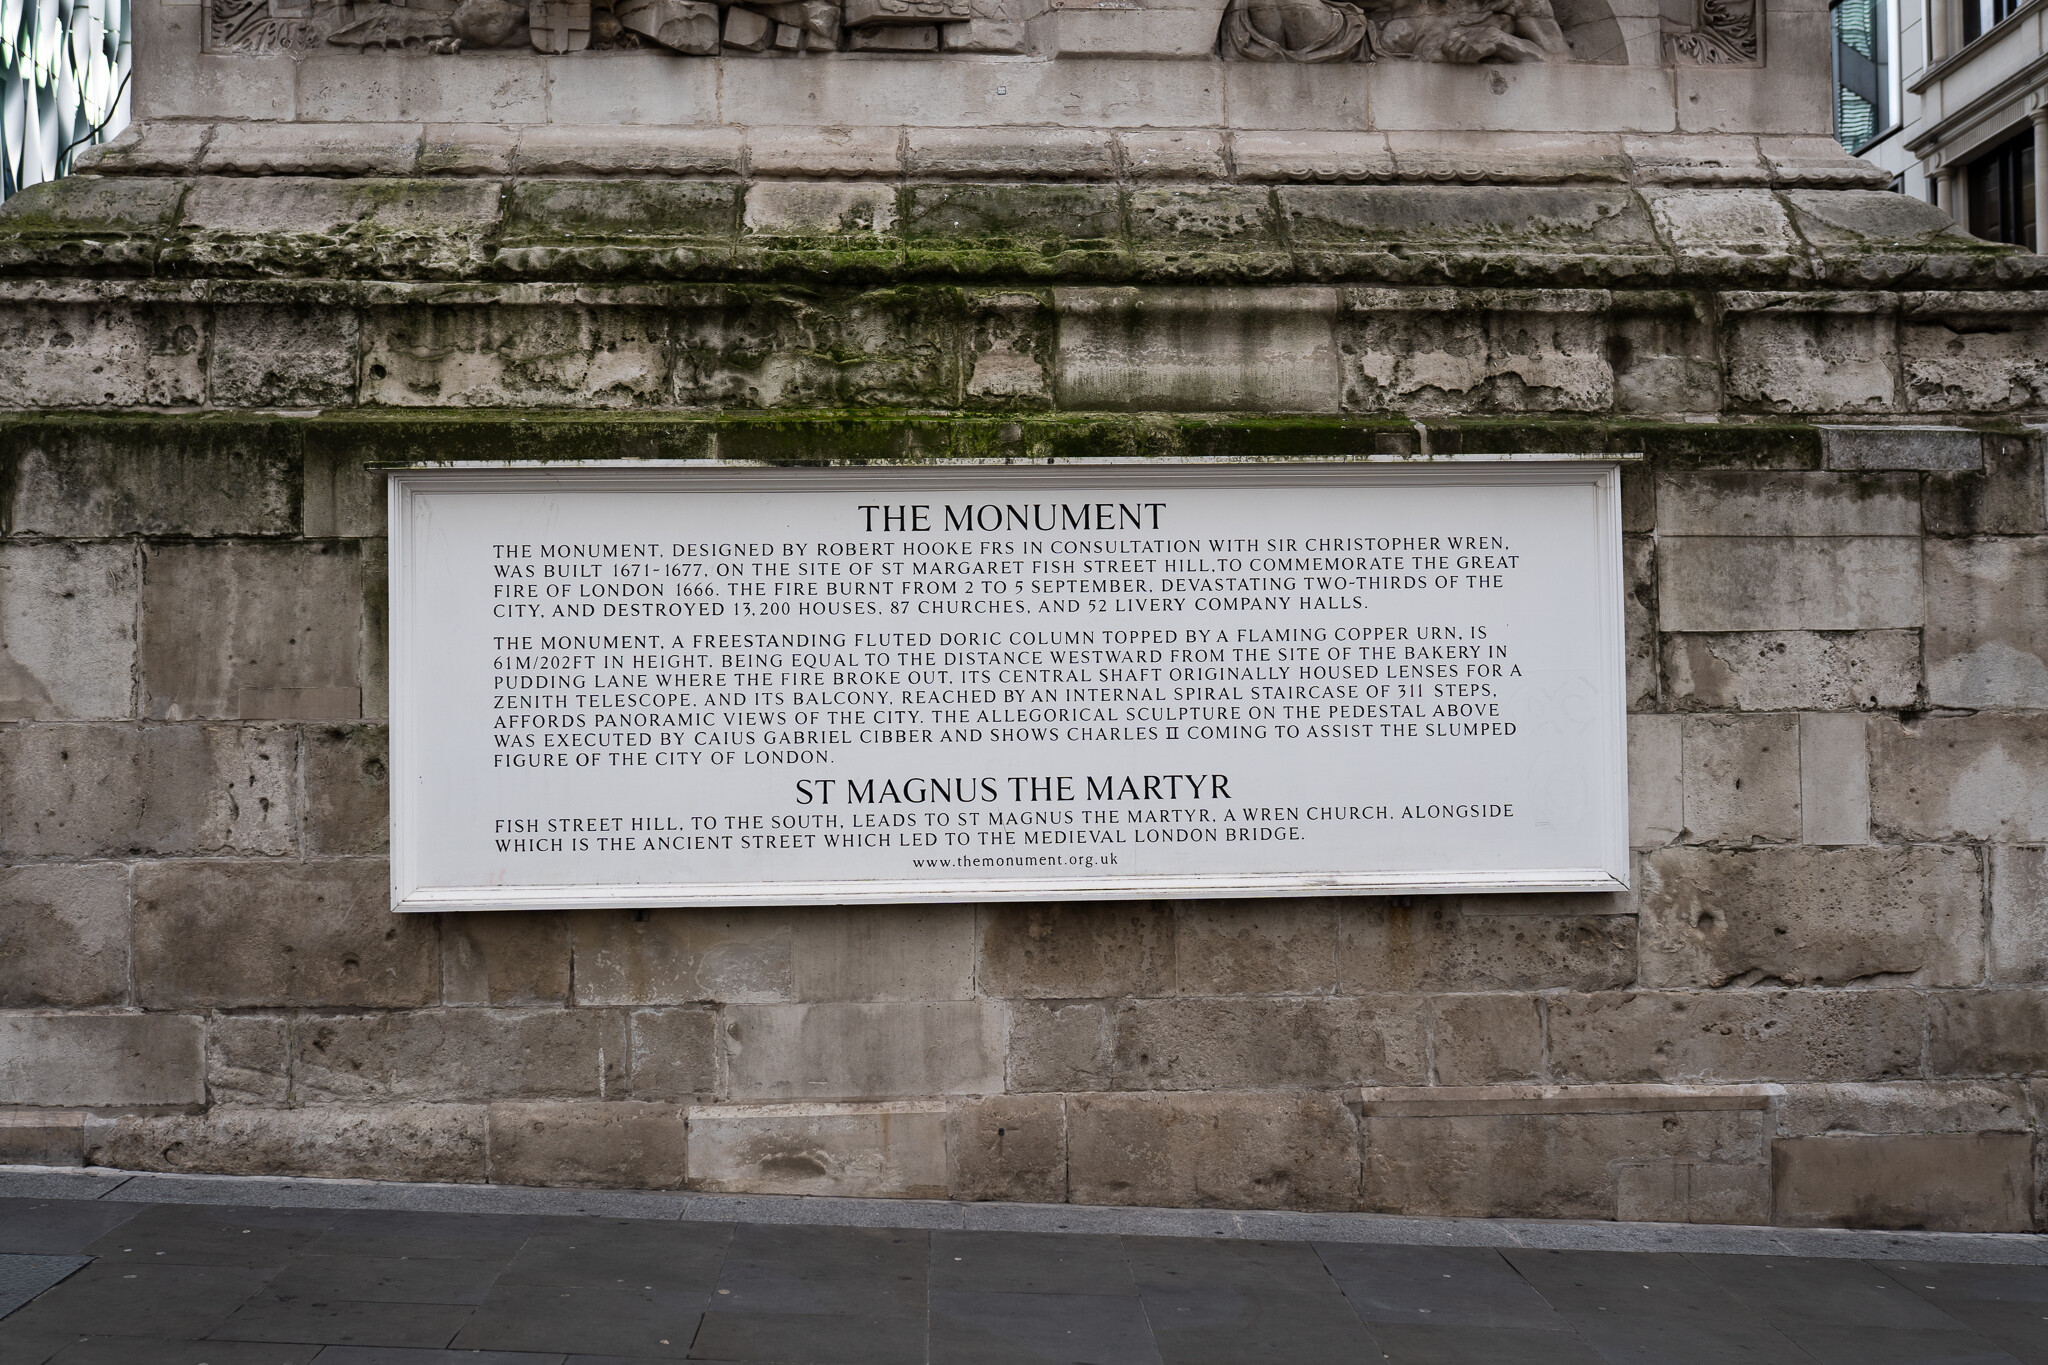 THE MONUMENT
THE MONUMENT, DESIGNED BY ROBERT HOOKE FRS IN CONSULTATION WITH SIR CHRISTOPHER WREN,
WAS BUILT 1671-1677, ON THE SITE OF ST MARGARET FISH STREET HILL,TO COMMEMORATE THE GREAT
FIRE OF LONDON 1666. THE FIRE BURNT FROM 2 TO 5 SEPTEMBER, DEVASTATING TWO-THIRDS OF THE
CITY, AND DESTROYED 13,200 HOUSES, 87 CHURCHES, AND 52 LIVERY COMPANY HALLS.
THE MONUMENT, A FREESTANDING FLUTED DORIC COLUMN TOPPED BY A FLAMING COPPER URN, IS
61M/202FT IN HEIGHT, BEING EQUAL TO THE DISTANCE WESTWARD FROM THE SITE OF THE BAKERY IN
PUDDING LANE WHERE THE FIRE BROKE OUT. ITS CENTRAL SHAFT ORIGINALLY HOUSED LENSES FOR A
ZENITH TELESCOPE, AND ITS BALCONY, REACHED BY AN INTERNAL SPIRAL STAIRCASE OF 311 STEPS,
AFFORDS PANORAMIC VIEWS OF THE CITY. THE ALLEGORICAL SCULPTURE ON THE PEDESTAL ABOVE
WAS EXECUTED BY CAIUS GABRIEL CIBBER AND SHOWS CHARLES II COMING TO ASSIST THE SLUMPED
FIGURE OF THE CITY OF LONDON.
ST MAGNUS THE MARTYR
FISH STREET HILL, TO THE SOUTH, LEADS TO ST MAGNUS THE MARTYR, A WREN CHURCH. ALONGSIDE
WHICH IS THE ANCIENT STREET WHICH LED TO THE MEDIEVAL LONDON BRIDGE.
www.themonument.org.uk